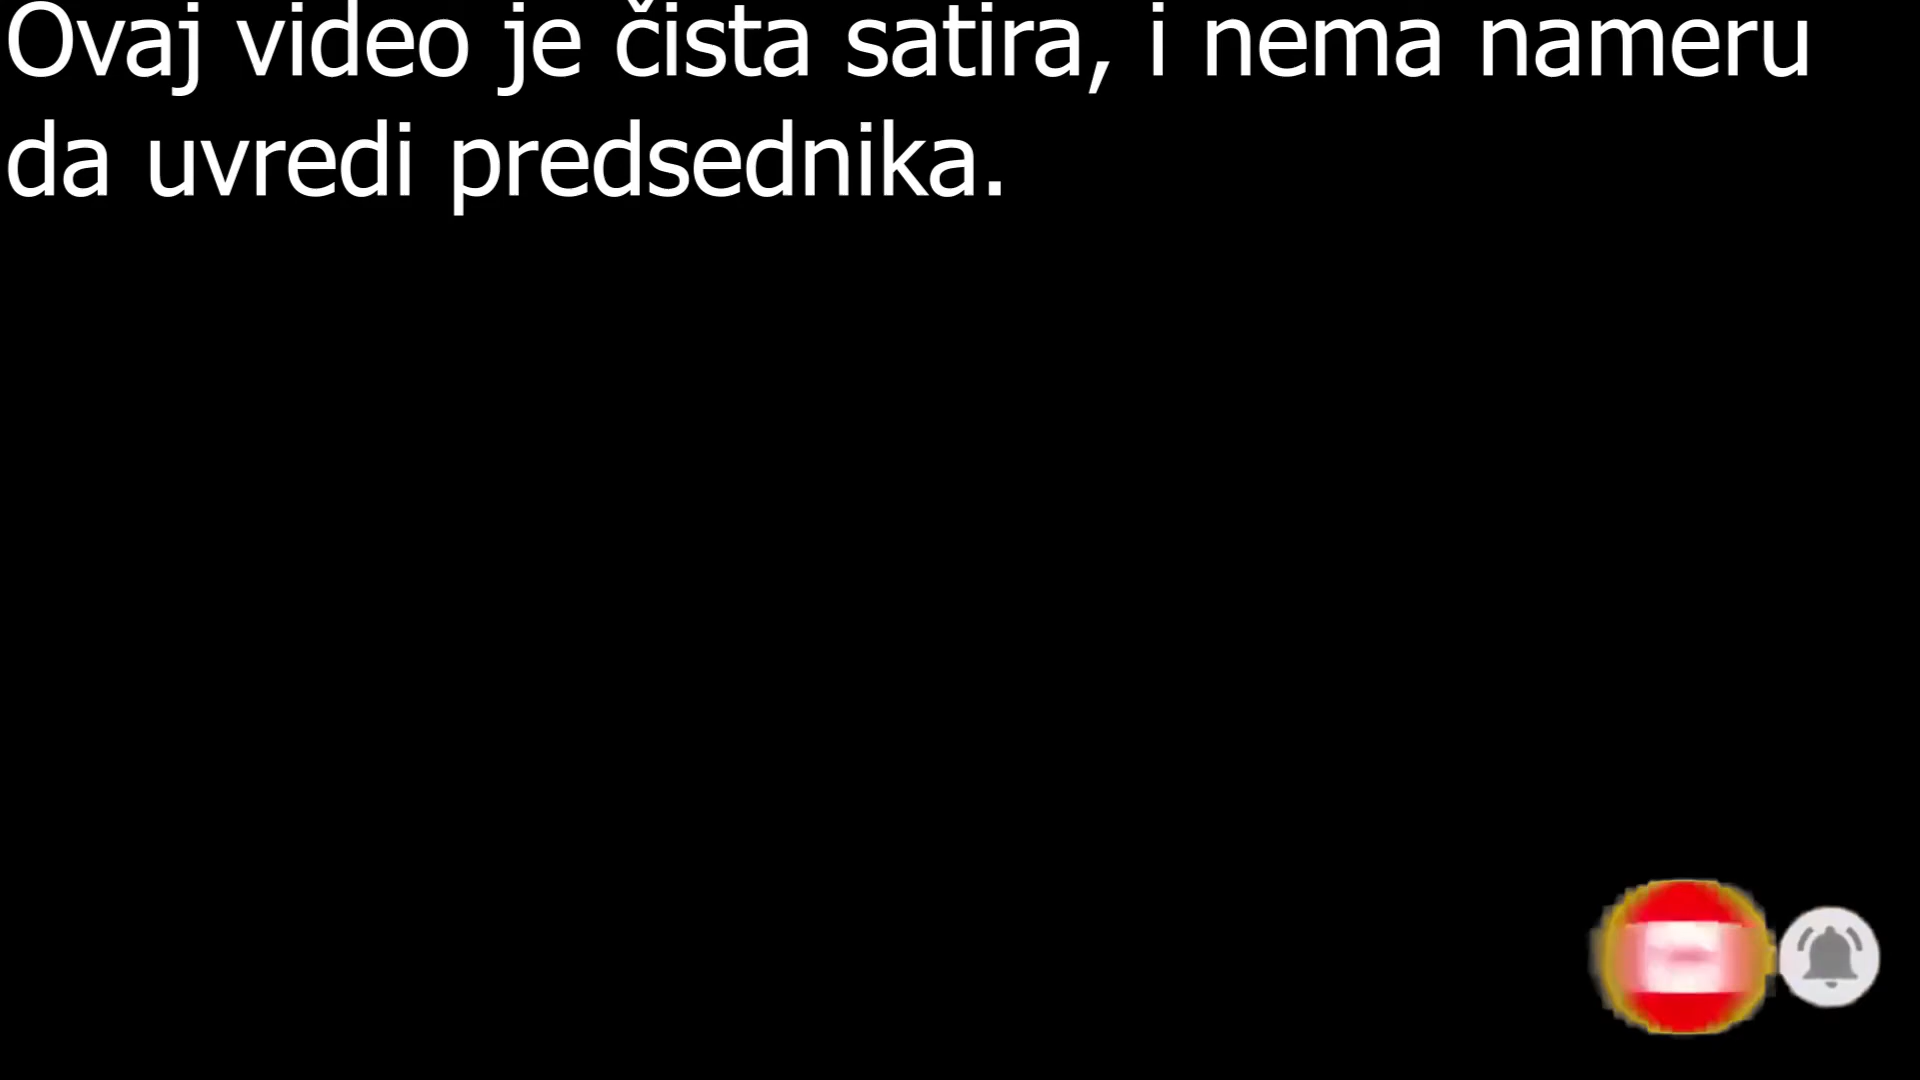 Ovaj video je čista satira, i nema nameru
da uvredi predsednika.